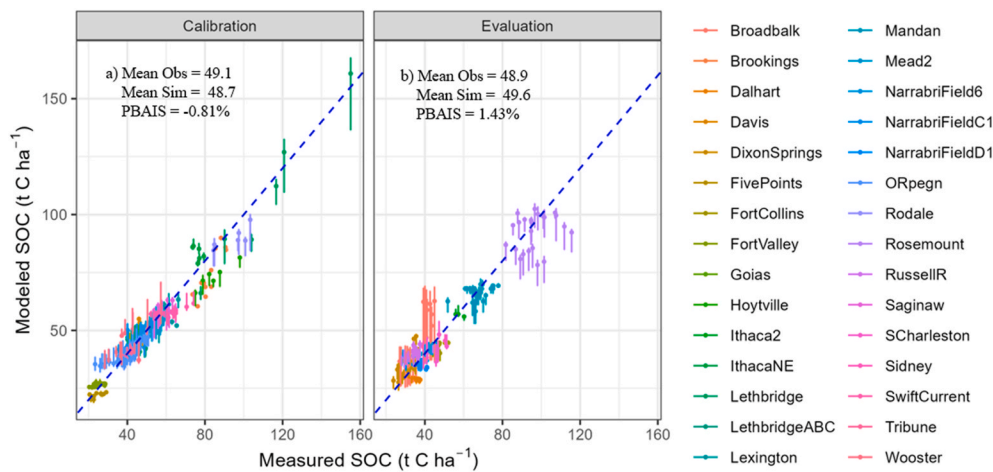 Calibration
Evaluation
a) Mean Obs = 49.1
Mean Sim = 48.7
PBAIS = -0.81%
b) Mean Obs = 48.9
Mean Sim = 49.6
PBAIS = 1.43%
Modeled SOC (t C ha⁻¹)
150
100
50
40
80
120
160
40
80
120
160
Measured SOC (t C ha⁻¹)
Broadbalk
Brookings
Dalhart
Davis
DixonSprings
FivePoints
FortCollins
FortValley
Goias
Hoytville
Ithaca2
IthacaNE
Lethbridge
LethbridgeABC
Lexington
Mandan
Mead2
NarrabriField6
NarrabriFieldC1
NarrabriFieldD1
ORpegn
Rodale
Rosemount
RussellR
Saginaw
SCharleston
Sidney
SwiftCurrent
Tribune
Wooster